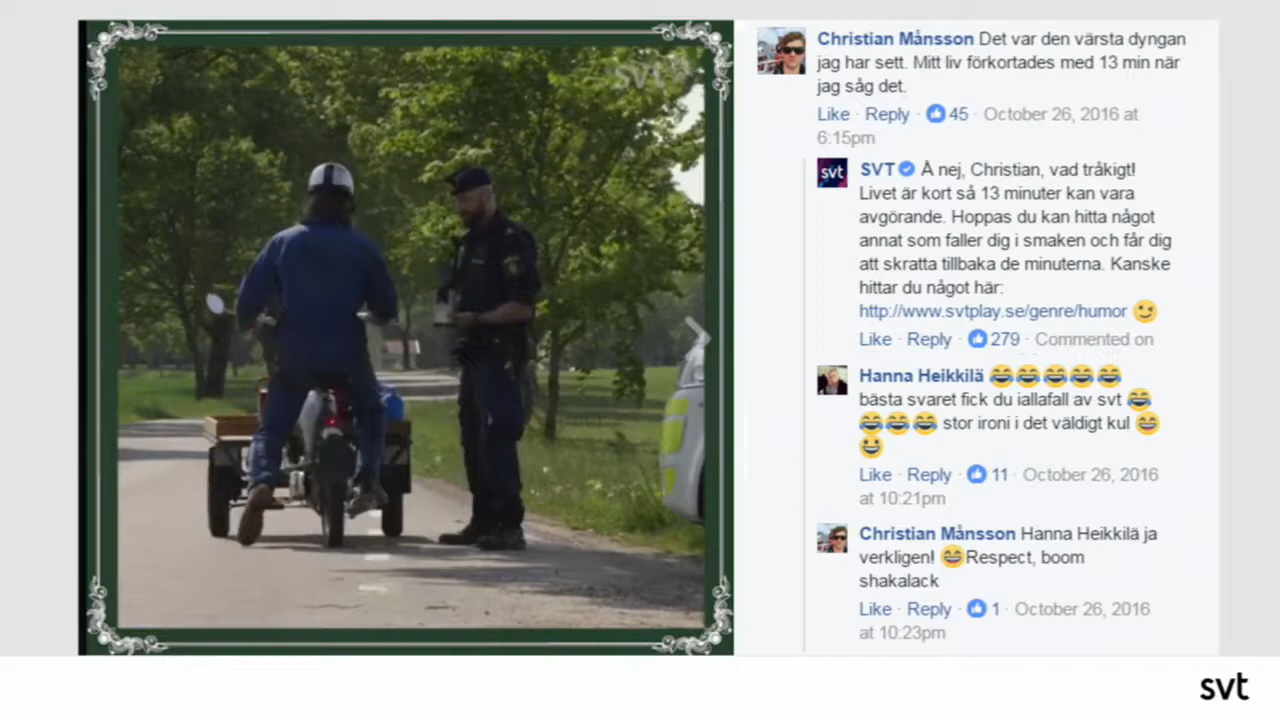 svt
Christian Månsson Det var den värsta dyngan
jag har sett. Mitt liv förkortades med 13 min när
jag såg det.
Like · Reply · 45 · October 26, 2016 at
6:15pm
svt
SVT Å nej, Christian, vad tråkigt!
Livet är kort så 13 minuter kan vara
avgörande. Hoppas du kan hitta något
annat som faller dig i smaken och får dig
att skratta tillbaka de minuterna. Kanske
hittar du något här:
http://www.svtplay.se/genre/humor 😉
Like · Reply · 279 · Commented on
Hanna Heikkilä 😂😂😂😂😂
bästa svaret fick du iallafall av svt 😂
😂😂😂 stor ironi i det väldigt kul 😄
😀
Like · Reply · 11 · October 26, 2016
at 10:21pm
Christian Månsson Hanna Heikkilä ja
verkligen! 😄Respect, boom
shakalack
Like · Reply · 1 · October 26, 2016
at 10:23pm
svt